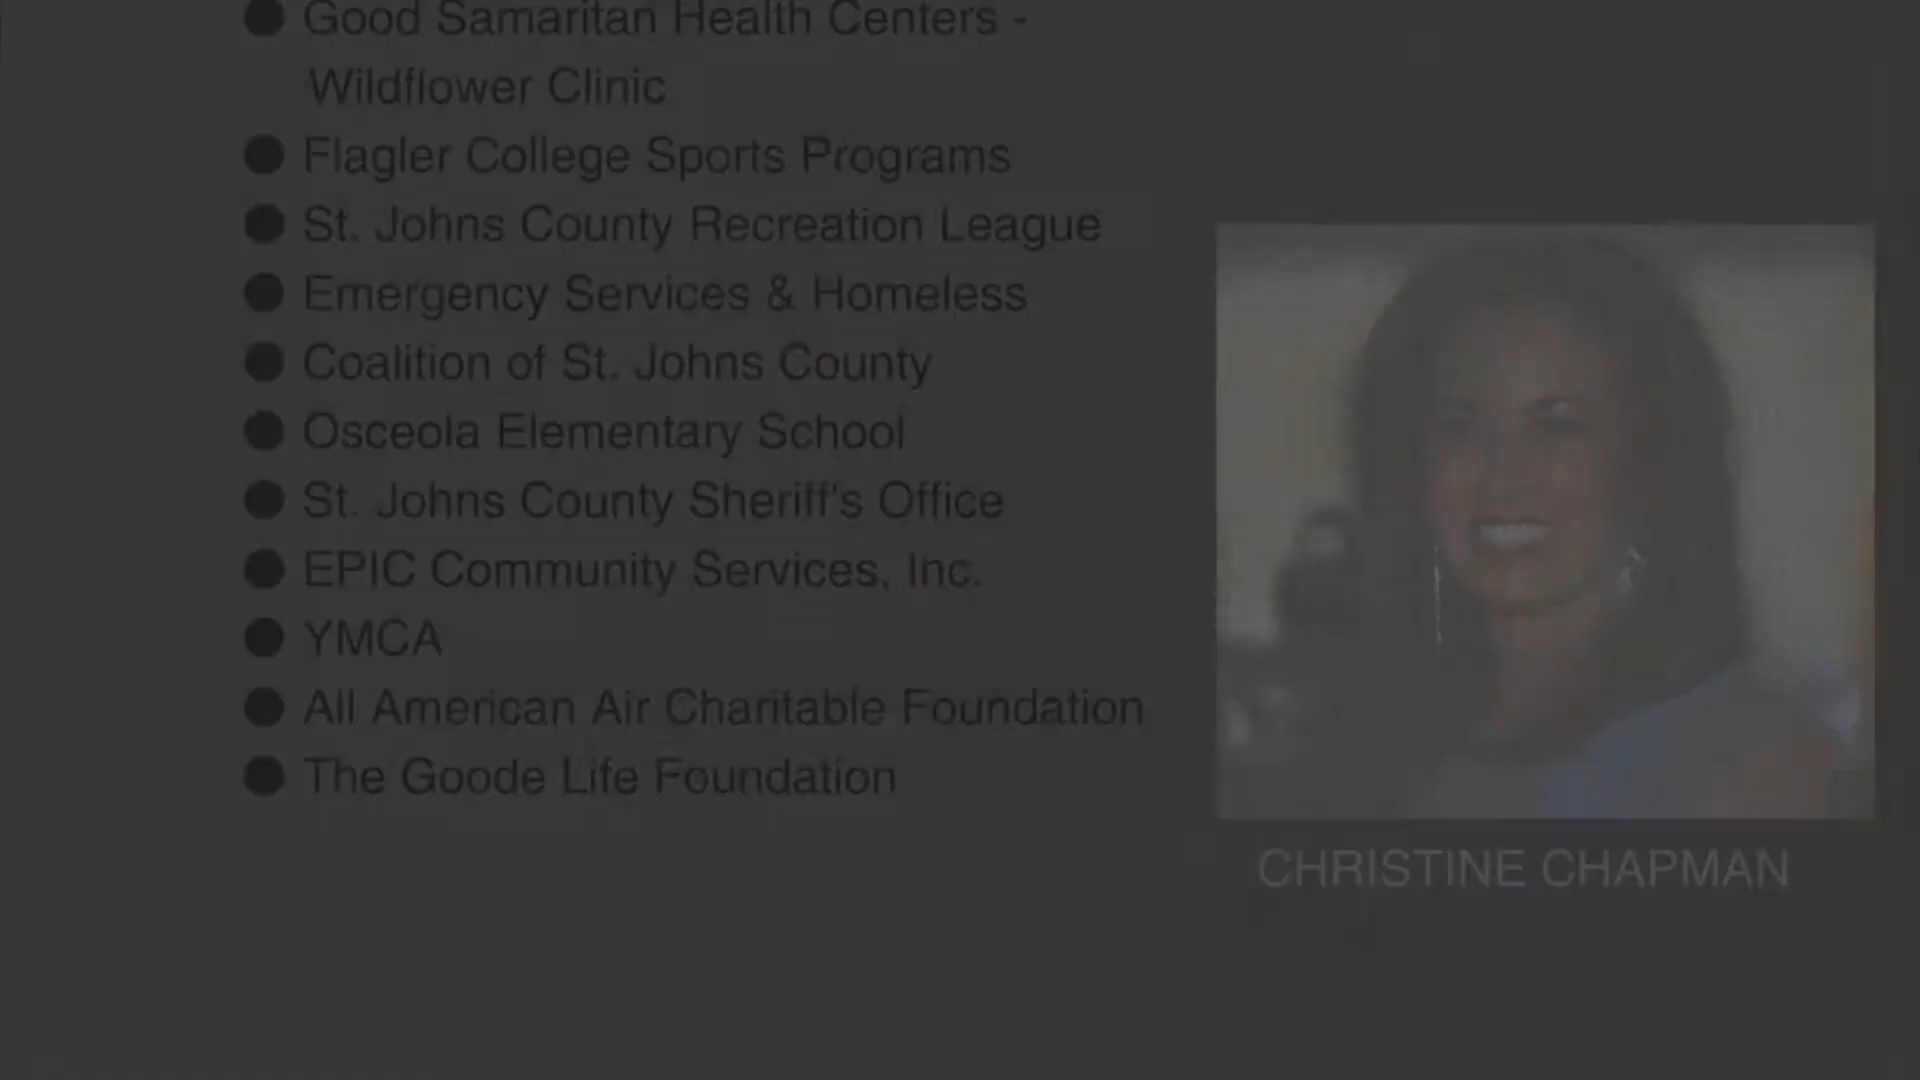 Good Samaritan Health Centers -
Wildflower Clinic
Flagler College Sports Programs
St. Johns County Recreation League
Emergency Services & Homeless
Coalition of St. Johns County
Osceola Elementary School
St. Johns County Sheriff's Office
EPIC Community Services, Inc.
YMCA
All American Air Charitable Foundation
The Goode Life Foundation
CHRISTINE CHAPMAN